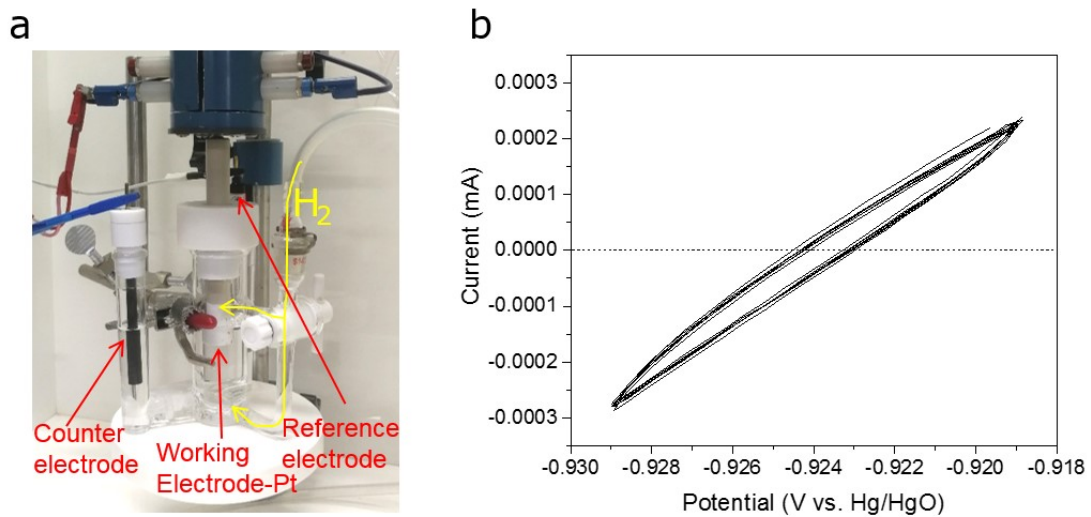 a
b
H2
Counter
electrode
Working
Electrode-Pt
Reference
electrode
Current (mA)
0.0003
0.0002
0.0001
0.0000
-0.0001
-0.0002
-0.0003
-0.930 -0.928 -0.926 -0.924 -0.922 -0.920 -0.918
Potential (V vs. Hg/HgO)